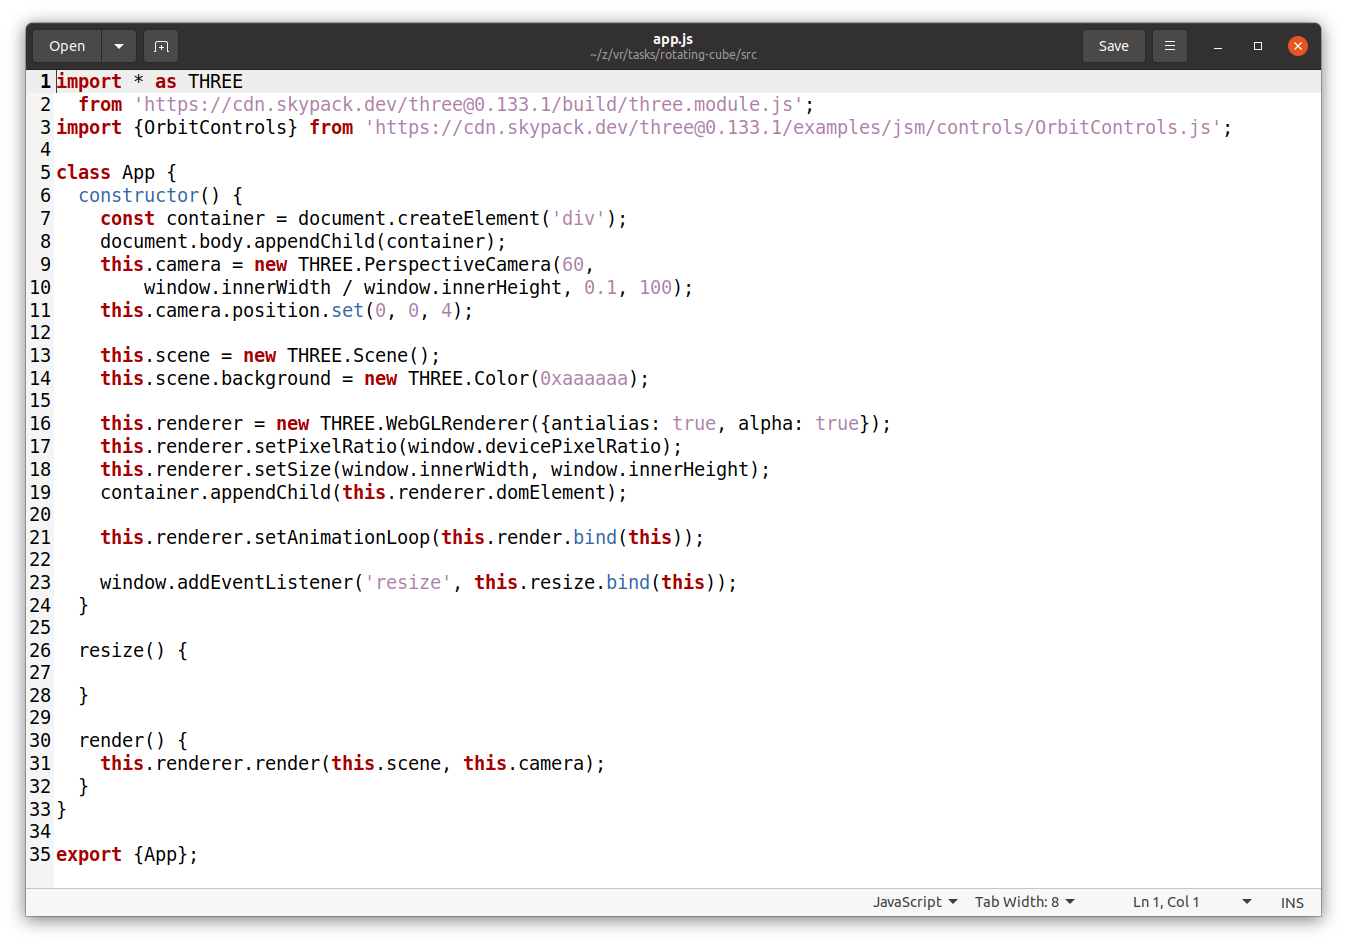 Open
app.js
~/z/vr/tasks/rotating-cube/src
Save
1 import * as THREE
2   from 'https://cdn.skypack.dev/three@0.133.1/build/three.module.js';
3 import {OrbitControls} from 'https://cdn.skypack.dev/three@0.133.1/examples/jsm/controls/OrbitControls.js';
4
5 class App {
6   constructor() {
7     const container = document.createElement('div');
8     document.body.appendChild(container);
9     this.camera = new THREE.PerspectiveCamera(60,
10         window.innerWidth / window.innerHeight, 0.1, 100);
11     this.camera.position.set(0, 0, 4);
12
13     this.scene = new THREE.Scene();
14     this.scene.background = new THREE.Color(0xaaaaaa);
15
16     this.renderer = new THREE.WebGLRenderer({antialias: true, alpha: true});
17     this.renderer.setPixelRatio(window.devicePixelRatio);
18     this.renderer.setSize(window.innerWidth, window.innerHeight);
19     container.appendChild(this.renderer.domElement);
20
21     this.renderer.setAnimationLoop(this.render.bind(this));
22
23     window.addEventListener('resize', this.resize.bind(this));
24   }
25
26   resize() {
27
28   }
29
30   render() {
31     this.renderer.render(this.scene, this.camera);
32   }
33 }
34
35 export {App};
JavaScript Tab Width: 8 Ln 1, Col 1 INS